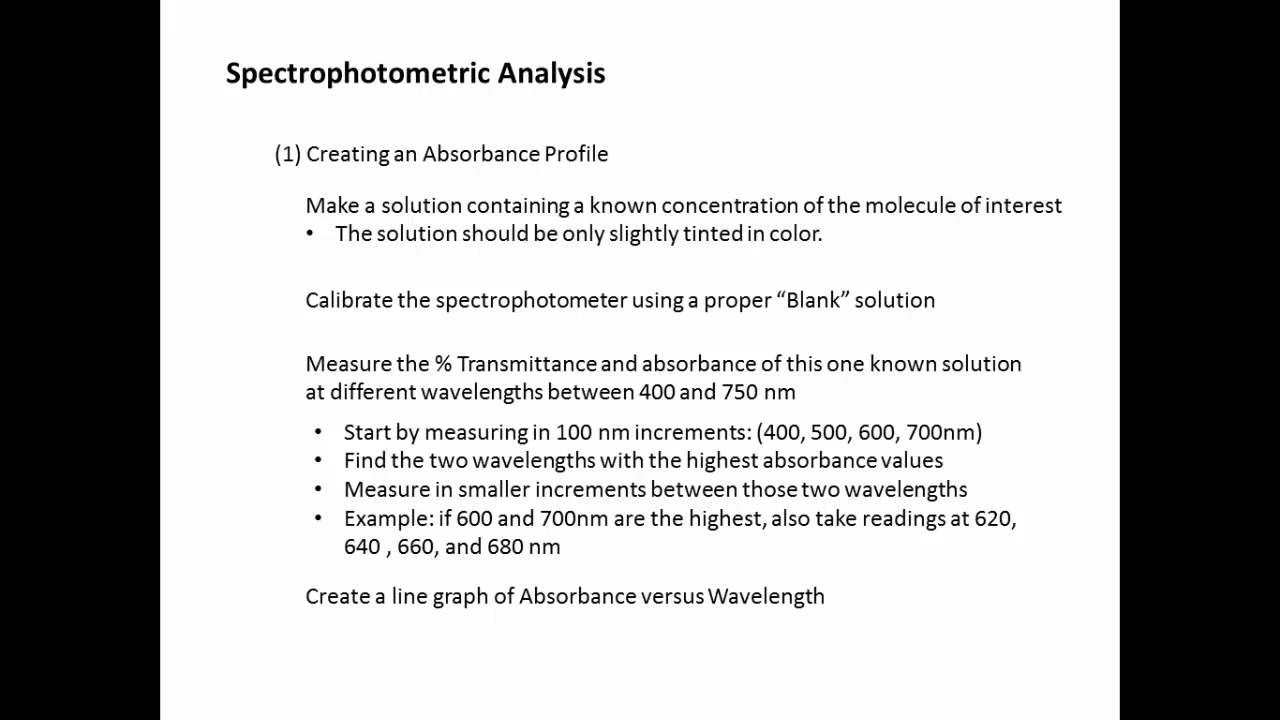 Spectrophotometric Analysis
(1) Creating an Absorbance Profile
Make a solution containing a known concentration of the molecule of interest
• The solution should be only slightly tinted in color.
Calibrate the spectrophotometer using a proper “Blank” solution
Measure the % Transmittance and absorbance of this one known solution
at different wavelengths between 400 and 750 nm
• Start by measuring in 100 nm increments: (400, 500, 600, 700nm)
• Find the two wavelengths with the highest absorbance values
• Measure in smaller increments between those two wavelengths
• Example: if 600 and 700nm are the highest, also take readings at 620,
640 , 660, and 680 nm
Create a line graph of Absorbance versus Wavelength